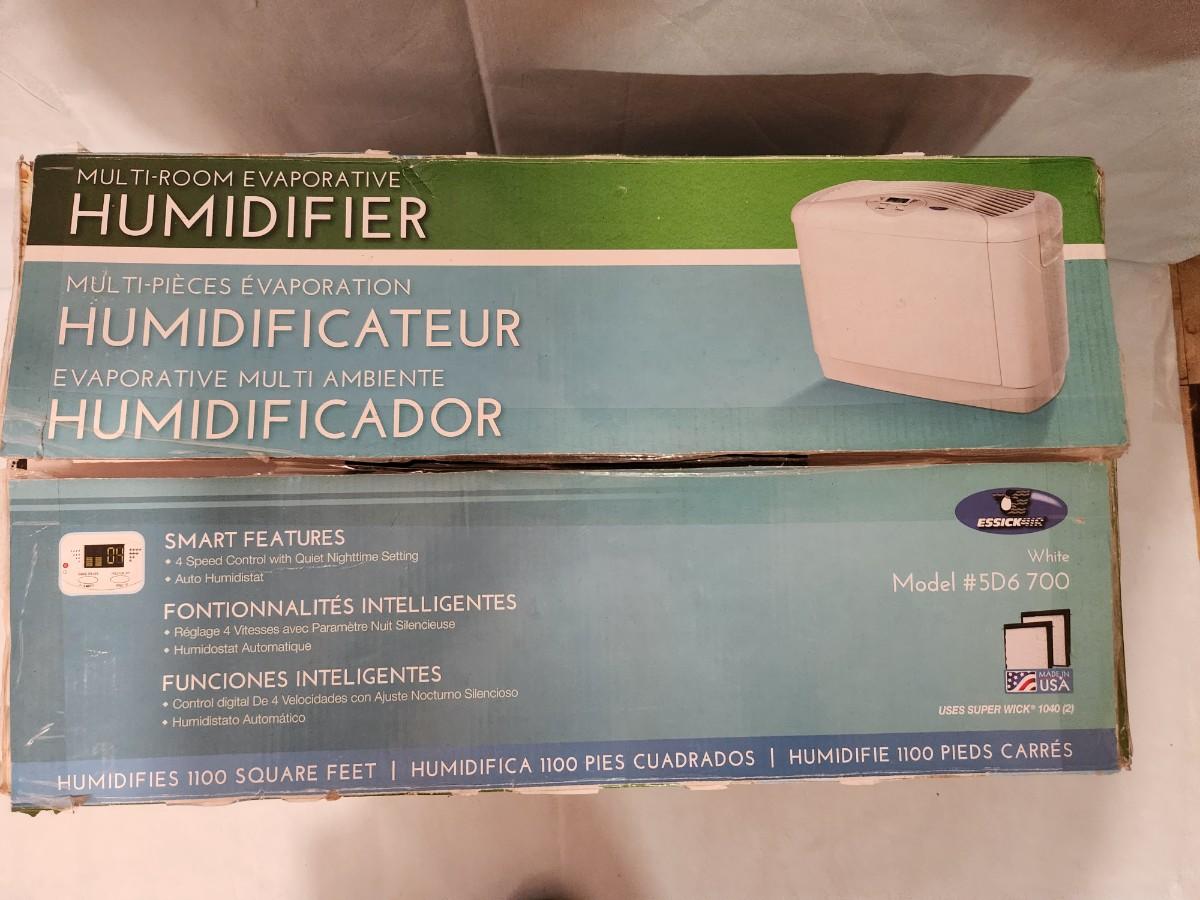 MULTI-ROOM EVAPORATIVE
HUMIDIFIER
MULTI-PIÈCES ÉVAPORATION
HUMIDIFICATEUR
EVAPORATIVE MULTI AMBIENTE
HUMIDIFICADOR
ESSICK AIR
White
Model #5D6 700
04
SMART FEATURES
• 4 Speed Control with Quiet Nighttime Setting
• Auto Humidistat
FONTIONNALITÉS INTELLIGENTES
• Réglage 4 Vitesses avec Paramètre Nuit Silencieuse
• Humidostat Automatique
FUNCIONES INTELIGENTES
• Control digital De 4 Velocidades con Ajuste Nocturno Silencioso
• Humidistato Automático
MADE IN
USA
USES SUPER WICK® 1040 (2)
HUMIDIFIES 1100 SQUARE FEET | HUMIDIFICA 1100 PIES CUADRADOS | HUMIDIFIE 1100 PIEDS CARRÉS